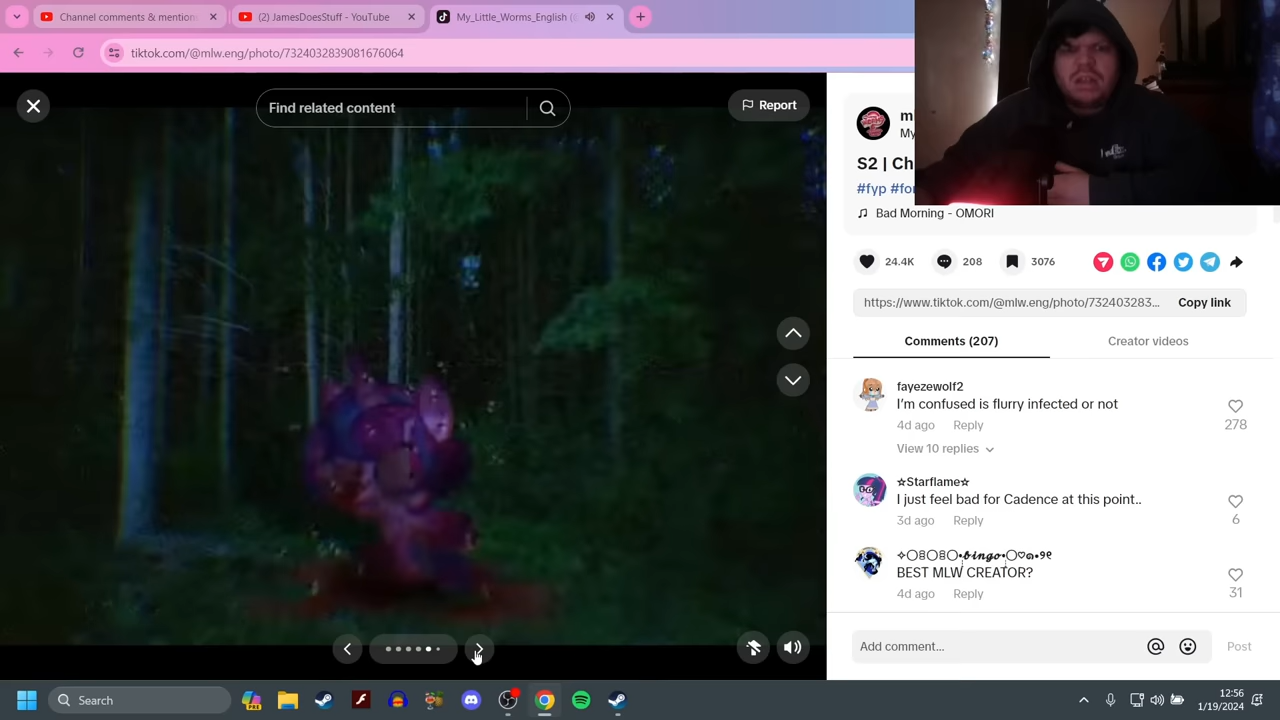 Channel comments & mention
(2) JamesDoesStuff - YouTube
My_Little_Worms_English (
tiktok.com/@mlw.eng/photo/7324032839081676064
Find related content
Report
S2 | Ch
#fyp #fo
Bad Morning - OMORI
24.4K
208
3076
https://www.tiktok.com/@mlw.eng/photo/732403283...
Copy link
Comments (207)
Creator videos
fayezewolf2
I'm confused is flurry infected or not
4d ago
Reply
278
View 10 replies
☆Starflame☆
I just feel bad for Cadence at this point..
3d ago
Reply
6
BEST MLW CREATOR?
4d ago
Reply
31
Add comment...
Post
Search
PRE
12:56
1/19/2024